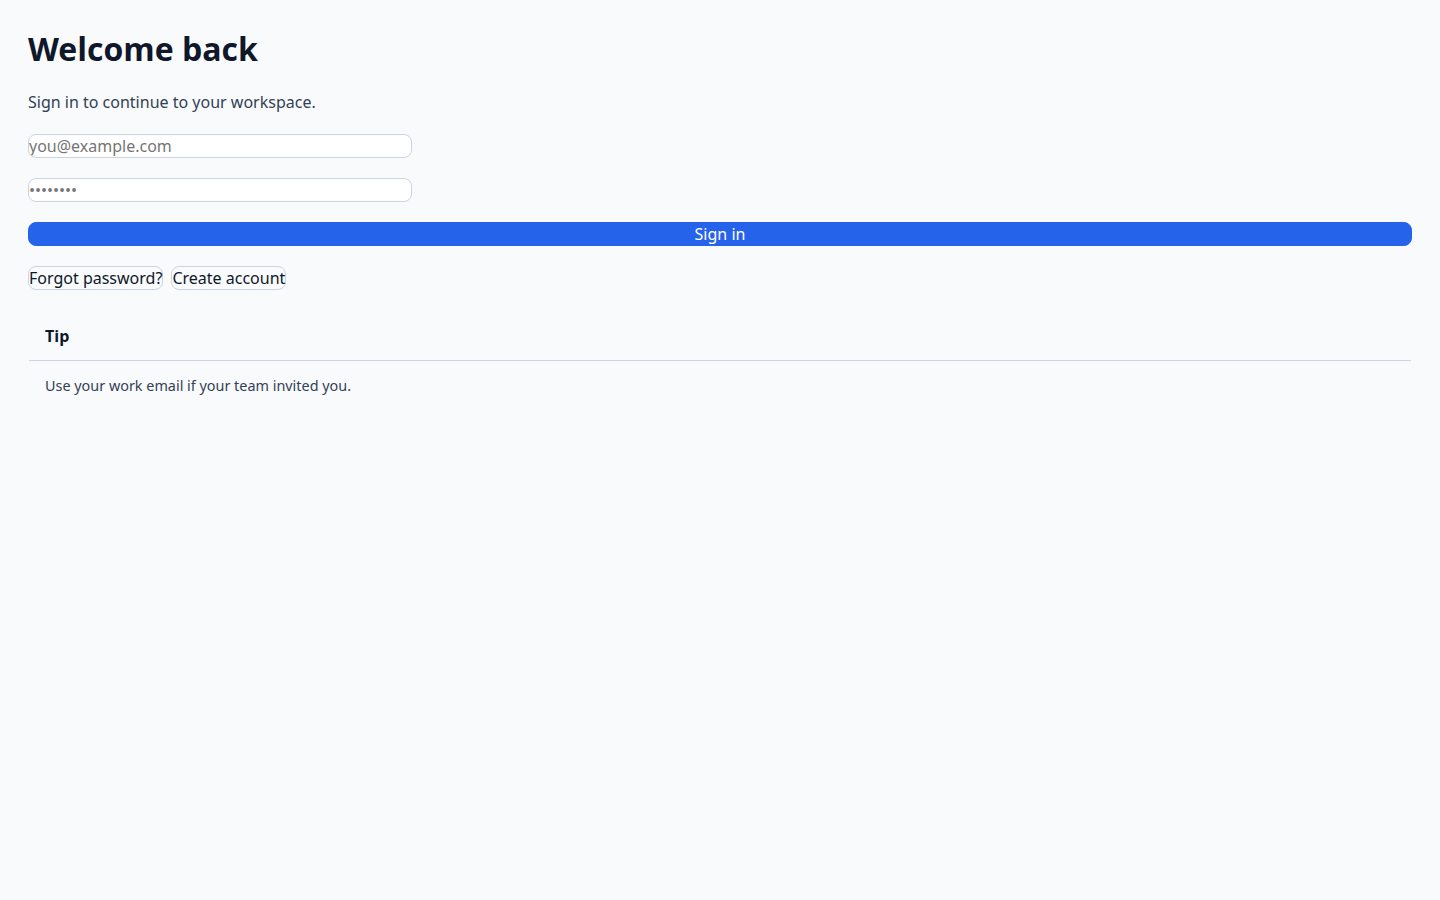 Welcome back
Sign in to continue to your workspace.
you@example.com
••••••••
Sign in
Forgot password? Create account
Tip
Use your work email if your team invited you.